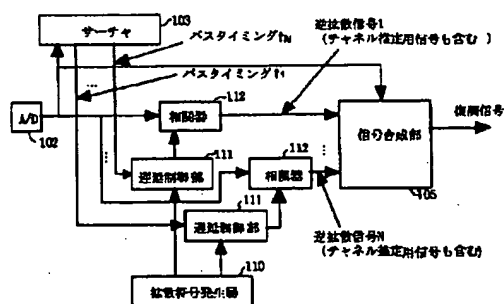 103
サーチャ
パスタイミングtN
パスタイミングt1
逆拡散信号1
(チャネル推定用信号も含む)
…
A/D
102
112
相関器
信号合成部
復調信号
…
111
遅延制御部
112
相関器
…
105
111
遅延制御部
逆拡散信号N
(チャネル推定用信号も含む)
110
拡散符号発生器